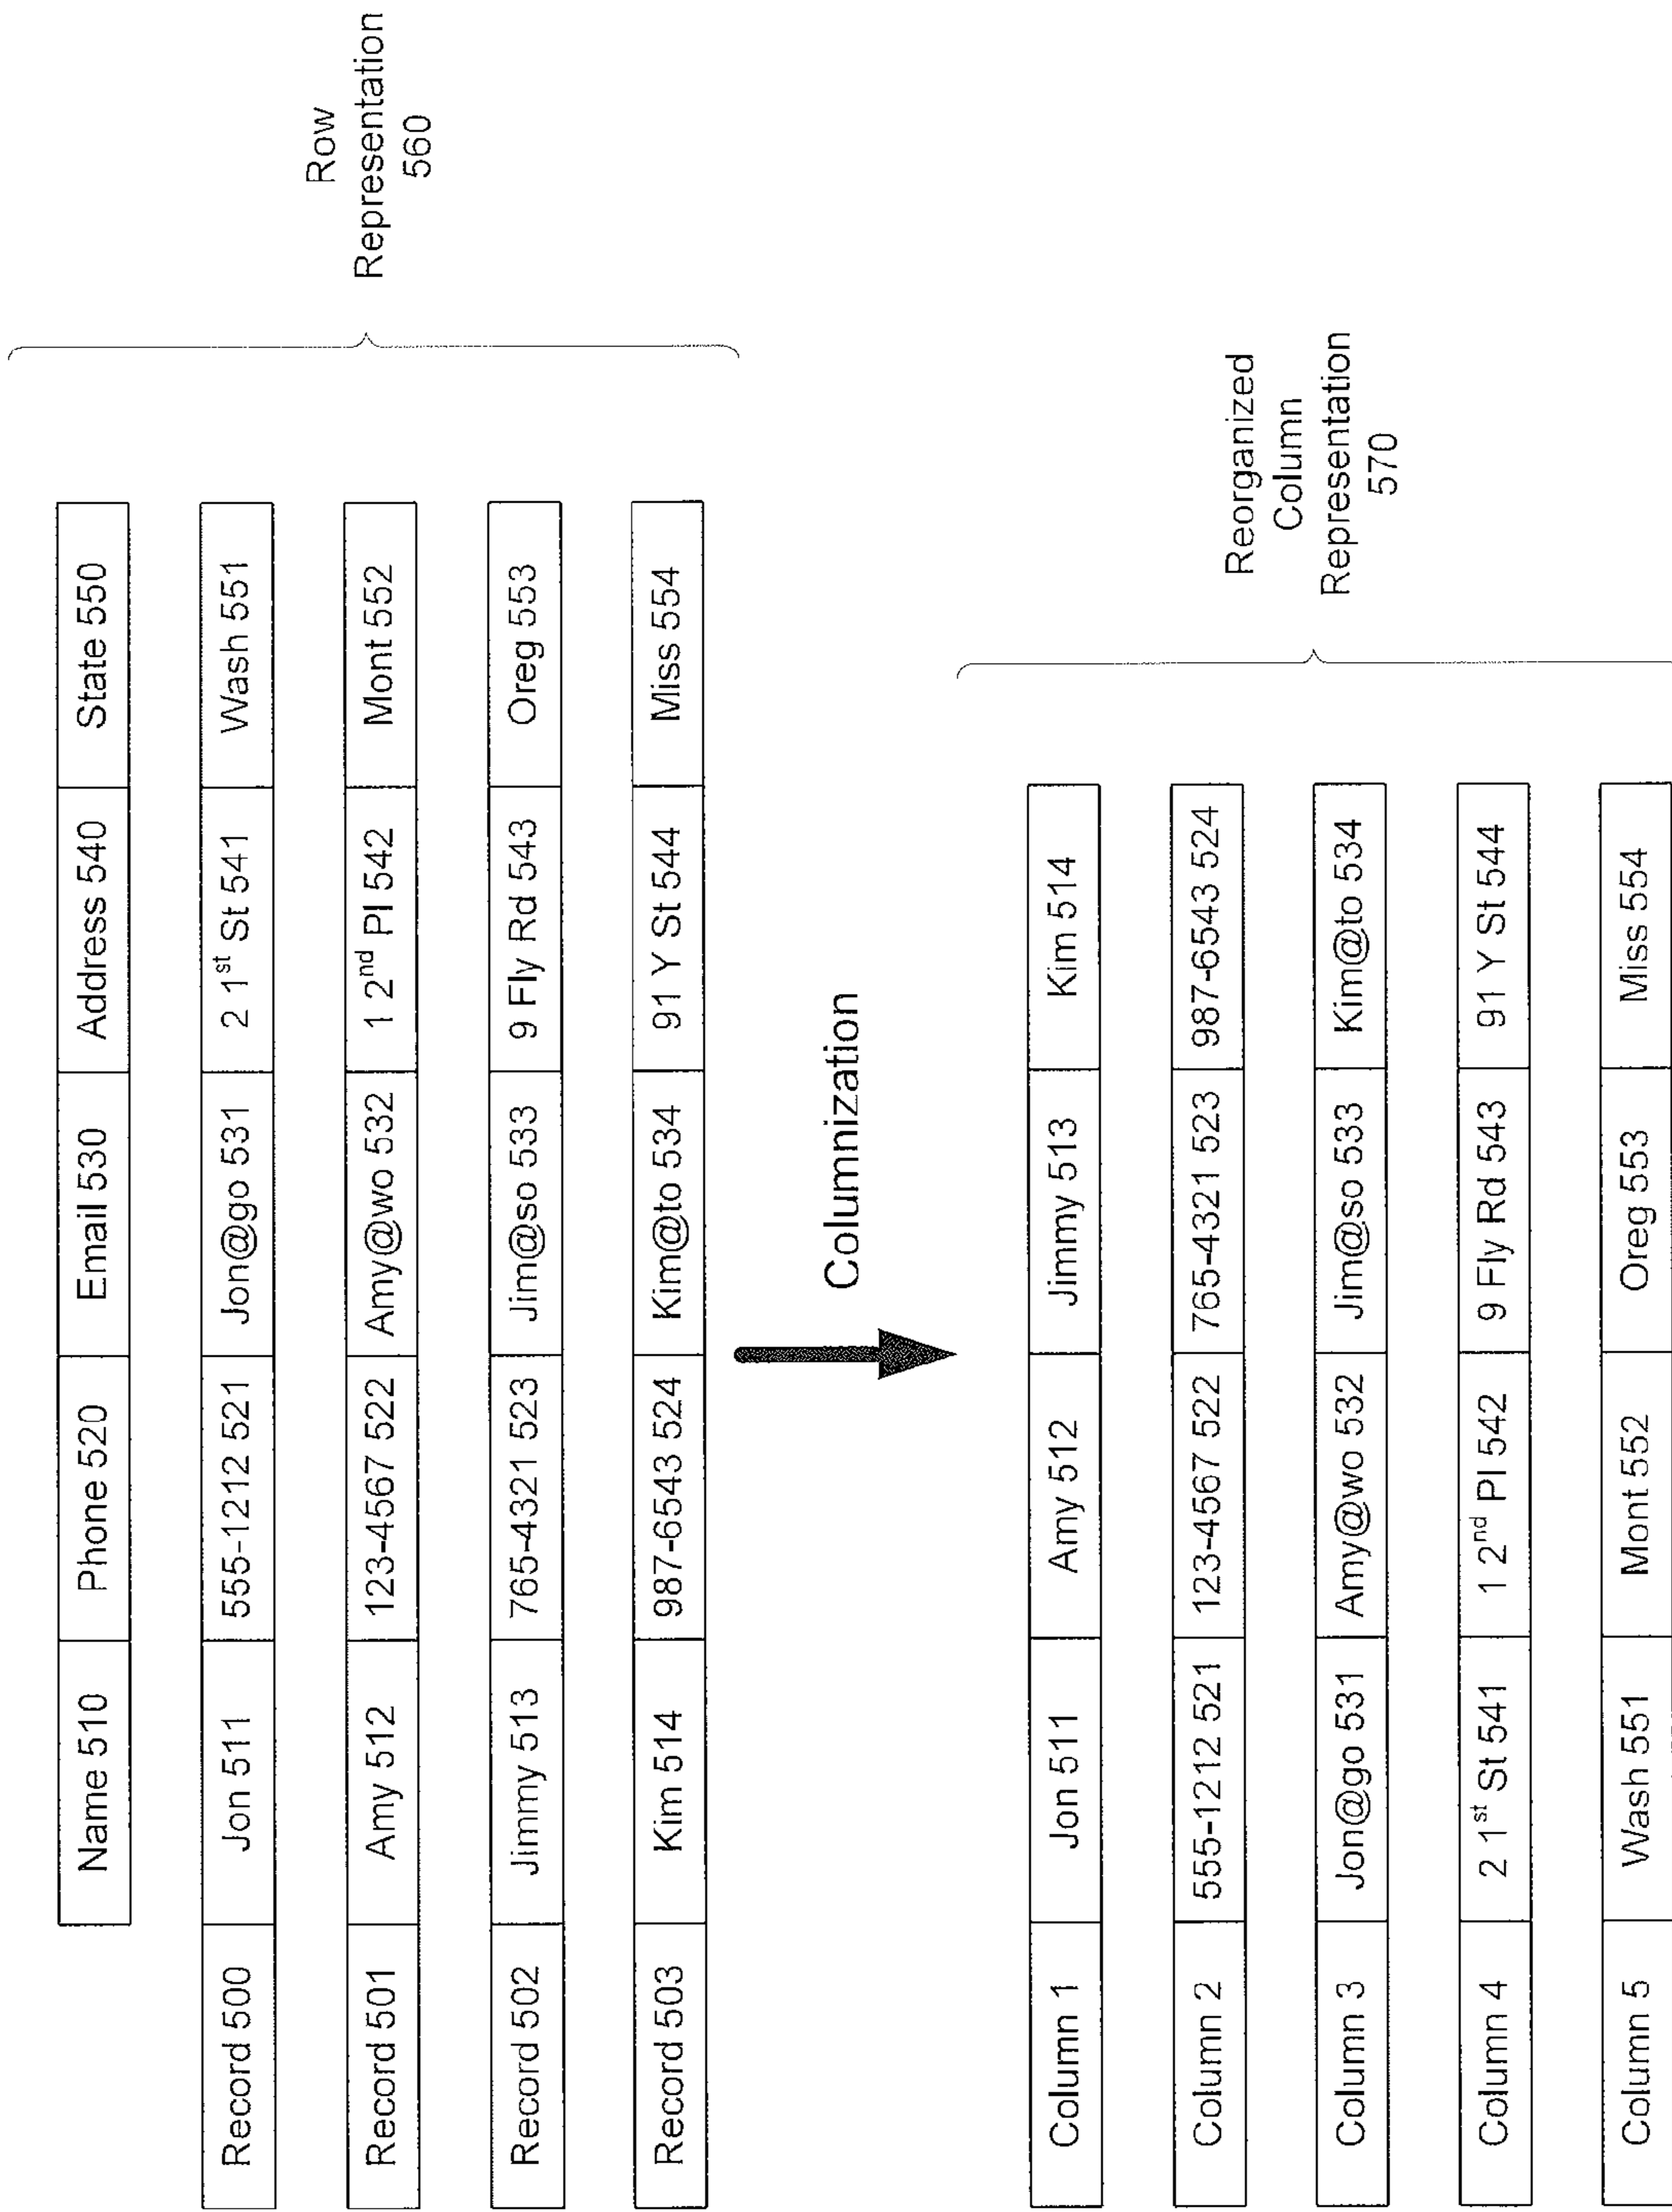 Name 510 Phone 520 Email 530 Address 540 State 550
Record 500 Jon 511 555-1212 521 Jon@go 531 2 1st St 541 Wash 551
Record 501 Amy 512 123-4567 522 Amy@wo 532 1 2nd Pl 542 Mont 552
Record 502 Jimmy 513 765-4321 523 Jim@so 533 9 Fly Rd 543 Oreg 553
Record 503 Kim 514 987-6543 524 Kim@to 534 91 Y St 544 Miss 554
Row
Representation
560
Columnization
Column 1 Jon 511 Amy 512 Jimmy 513 Kim 514
Column 2 555-1212 521 123-4567 522 765-4321 523 987-6543 524
Column 3 Jon@go 531 Amy@wo 532 Jim@so 533 Kim@to 534
Column 4 2 1st St 541 1 2nd Pl 542 9 Fly Rd 543 91 Y St 544
Column 5 Wash 551 Mont 552 Oreg 553 Miss 554
Reorganized
Column
Representation
570